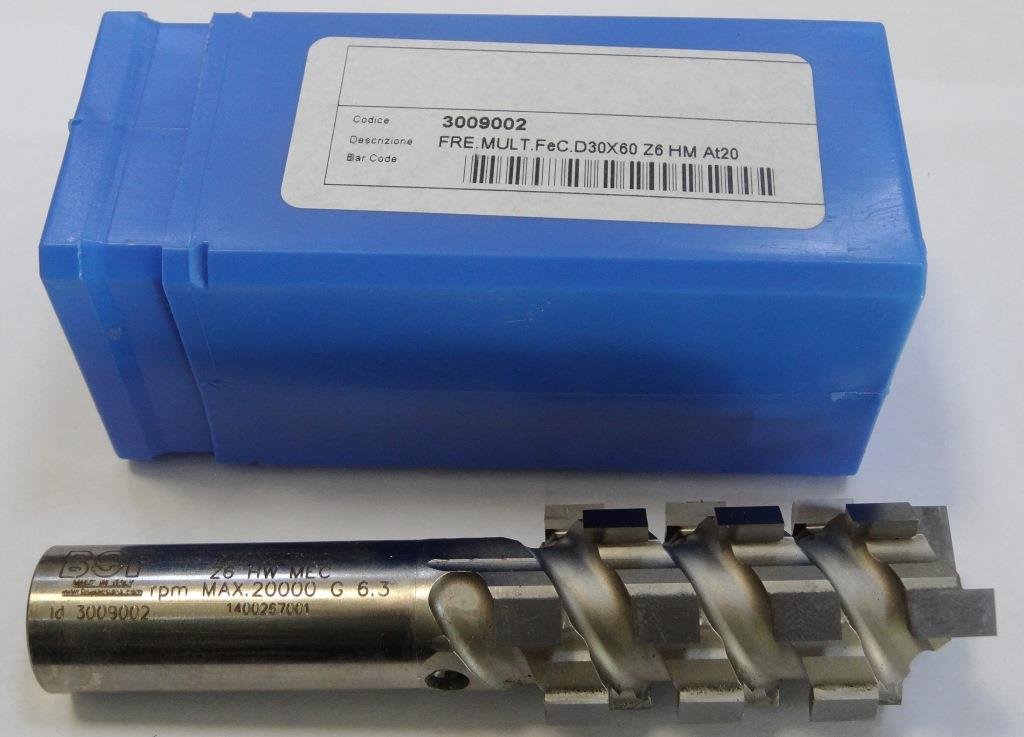 Codice 3009002
Descrizione FRE.MULT.FeC.D30X60 Z6 HM At20
Bar Code
Z6 HW MEC
rpm MAX.20000 G 6.3
Id 3009002 1400267001